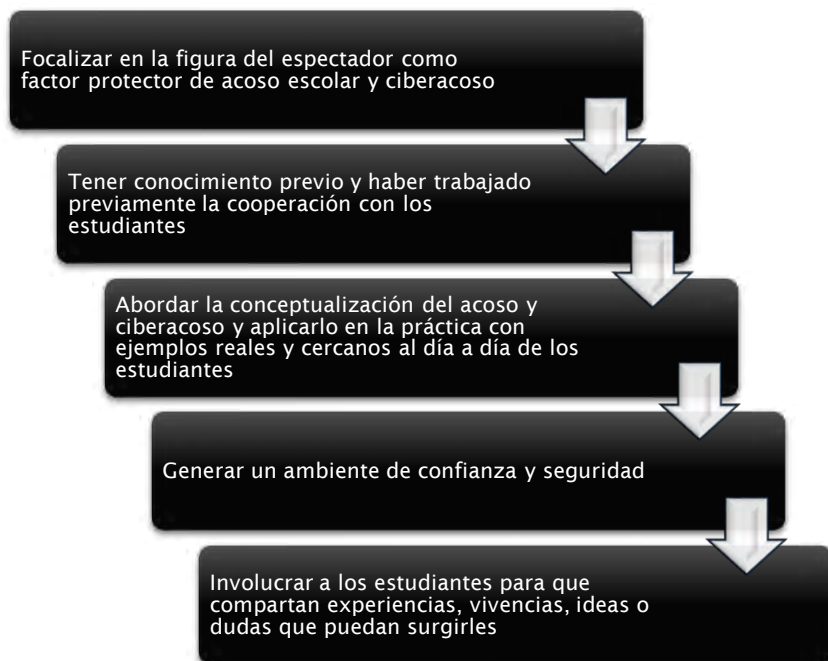 Focalizar en la figura del espectador como
factor protector de acoso escolar y ciberacoso
Tener conocimiento previo y haber trabajado
previamente la cooperación con los
estudiantes
Abordar la conceptualización del acoso y
ciberacoso y aplicarlo en la práctica con
ejemplos reales y cercanos al día a día de los
estudiantes
Generar un ambiente de confianza y seguridad
Involucrar a los estudiantes para que
compartan experiencias, vivencias, ideas o
dudas que puedan surgirles